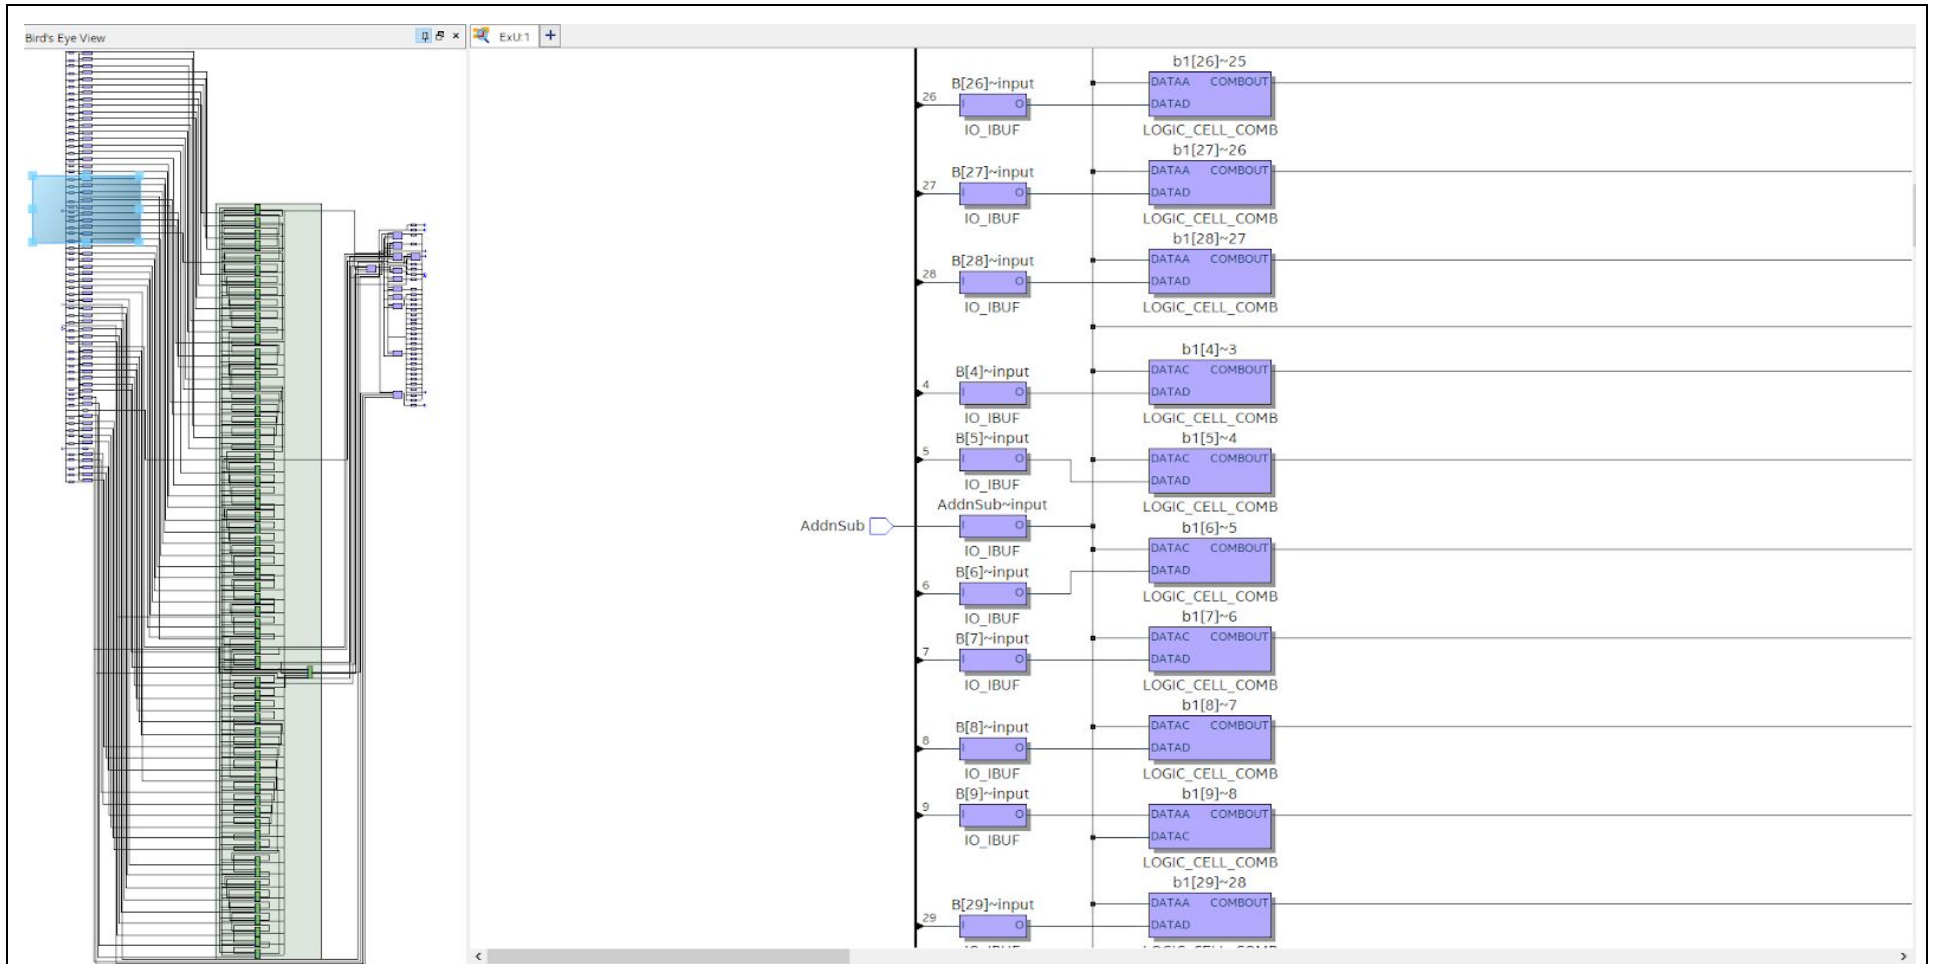 Bird's Eye View
ExU:1
b1[26]~25
B[26]~input
DATAA COMBOUT
26
I O
DATAD
IO_IBUF
LOGIC_CELL_COMB
b1[27]~26
B[27]~input
DATAA COMBOUT
27
I O
DATAD
IO_IBUF
LOGIC_CELL_COMB
b1[28]~27
B[28]~input
DATAA COMBOUT
28
I O
DATAD
IO_IBUF
LOGIC_CELL_COMB
b1[4]~3
B[4]~input
DATAC COMBOUT
4
I O
DATAD
IO_IBUF
LOGIC_CELL_COMB
B[5]~input
b1[5]~4
5
I O
DATAC COMBOUT
DATAD
IO_IBUF
LOGIC_CELL_COMB
AddnSub~input
AddnSub
I O
b1[6]~5
IO_IBUF
DATAC COMBOUT
B[6]~input
DATAD
6
I O
LOGIC_CELL_COMB
IO_IBUF
b1[7]~6
B[7]~input
DATAC COMBOUT
7
I O
DATAD
IO_IBUF
LOGIC_CELL_COMB
b1[8]~7
B[8]~input
DATAC COMBOUT
8
I O
DATAD
IO_IBUF
LOGIC_CELL_COMB
B[9]~input
b1[9]~8
9
I O
DATAA COMBOUT
DATAC
IO_IBUF
LOGIC_CELL_COMB
b1[29]~28
B[29]~input
DATAA COMBOUT
29
I O
DATAD